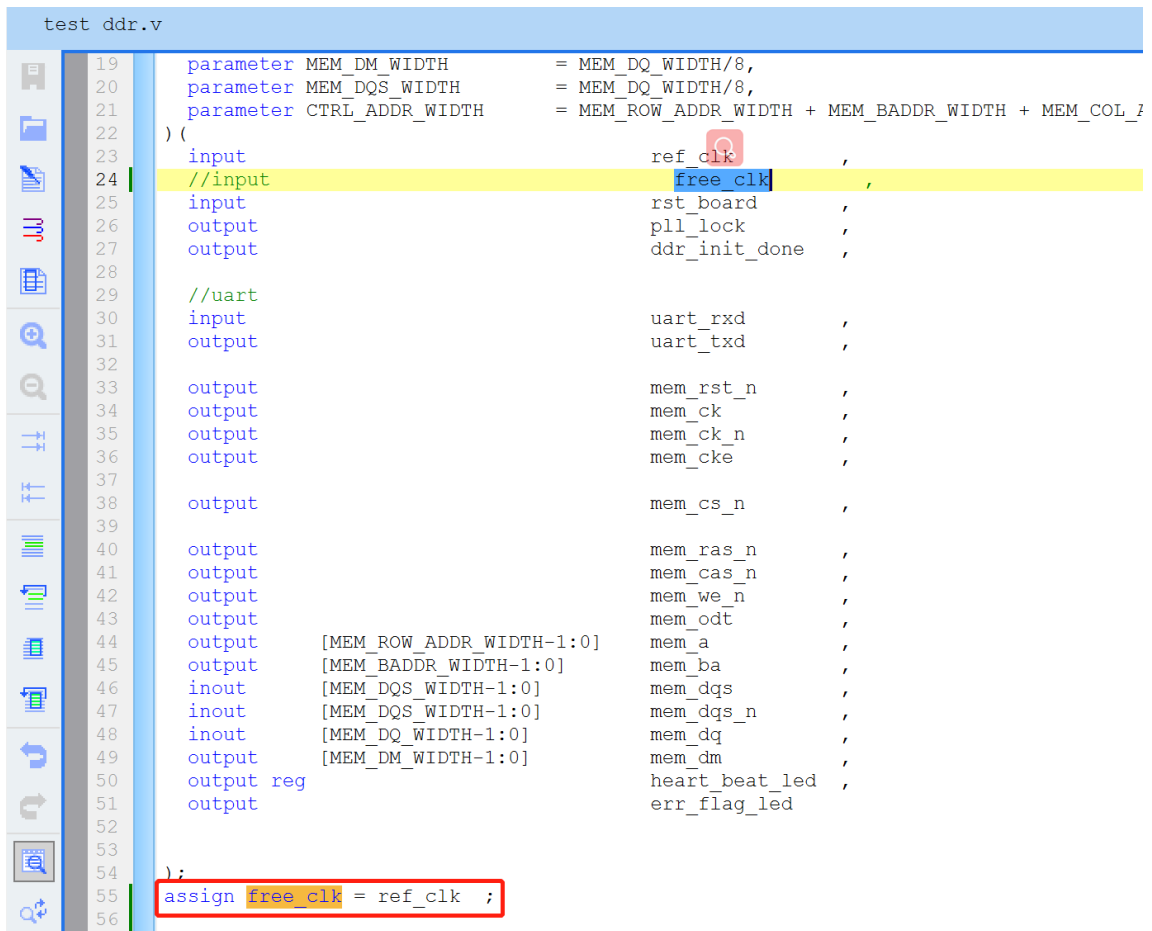 test ddr.v
19 parameter MEM_DM_WIDTH = MEM_DQ_WIDTH/8,
20 parameter MEM_DQS_WIDTH = MEM_DQ_WIDTH/8,
21 parameter CTRL_ADDR_WIDTH = MEM_ROW_ADDR_WIDTH + MEM_BADDR_WIDTH + MEM_COL_A
22 )(
23 input ref_clk ,
24 //input free_clk ,
25 input rst_board ,
26 output pll_lock ,
27 output ddr_init_done ,
28
29 //uart
30 input uart_rxd ,
31 output uart_txd ,
32
33 output mem_rst_n ,
34 output mem_ck ,
35 output mem_ck_n ,
36 output mem_cke ,
37
38 output mem_cs_n ,
39
40 output mem_ras_n ,
41 output mem_cas_n ,
42 output mem_we_n ,
43 output mem_odt ,
44 output [MEM_ROW_ADDR_WIDTH-1:0] mem_a ,
45 output [MEM_BADDR_WIDTH-1:0] mem_ba ,
46 inout [MEM_DQS_WIDTH-1:0] mem_dqs ,
47 inout [MEM_DQS_WIDTH-1:0] mem_dqs_n ,
48 inout [MEM_DQ_WIDTH-1:0] mem_dq ,
49 output [MEM_DM_WIDTH-1:0] mem_dm ,
50 output reg heart_beat_led ,
51 output err_flag_led
52
53
54 );
55 assign free_clk = ref_clk ;
56